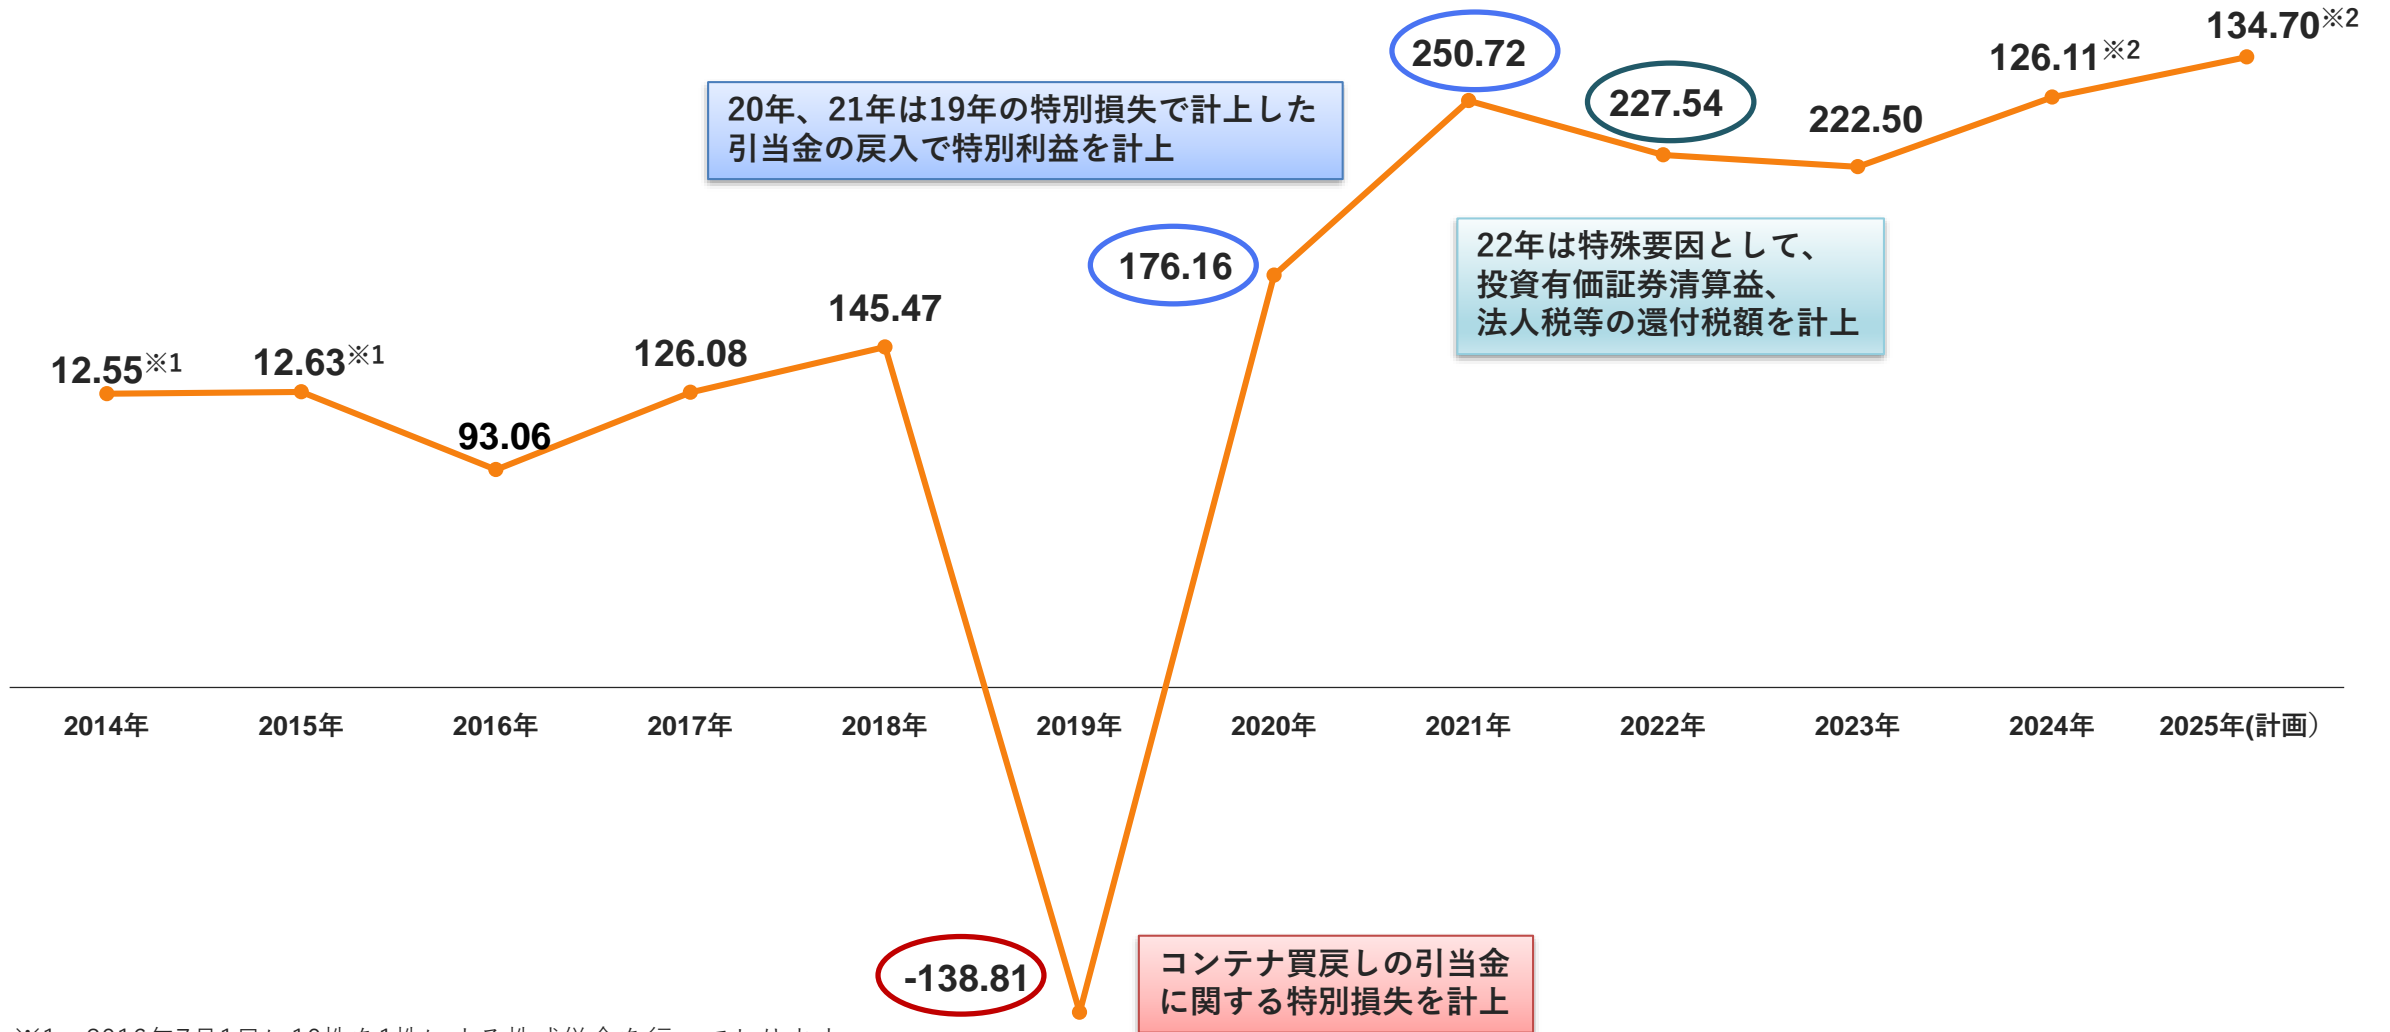 134.70※2
250.72
126.11※2
20年、21年は19年の特別損失で計上した
引当金の戻入で特別利益を計上
227.54
222.50
22年は特殊要因として、
投資有価証券清算益、
法人税等の還付税額を計上
176.16
145.47
126.08
12.55※1
12.63※1
93.06
2014年
2015年
2016年
2017年
2018年
2019年
2020年
2021年
2022年
2023年
2024年
2025年(計画）
-138.81
コンテナ買戻しの引当金
に関する特別損失を計上